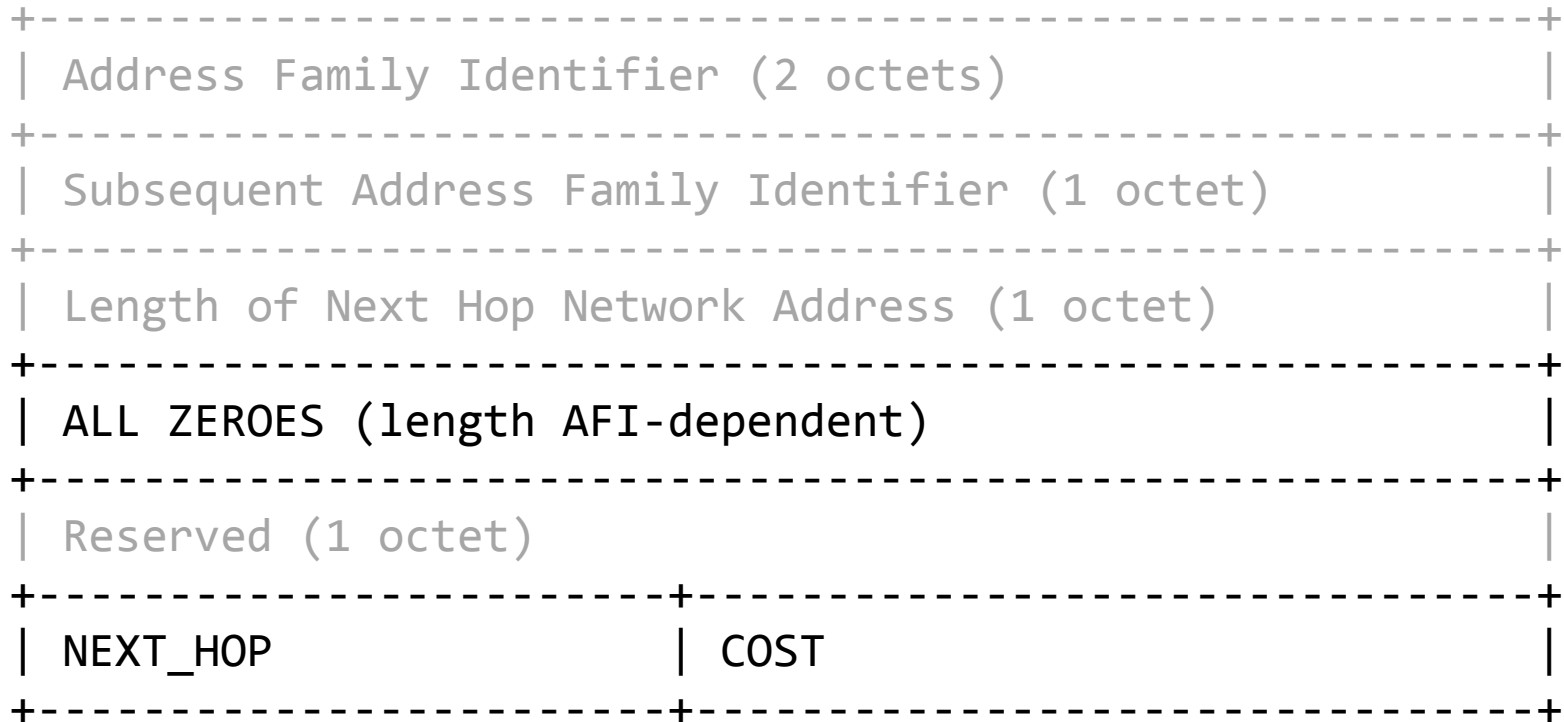 +---------------------------------------------------------+
| Address Family Identifier (2 octets)                    |
+---------------------------------------------------------+
| Subsequent Address Family Identifier (1 octet)          |
+---------------------------------------------------------+
| Length of Next Hop Network Address (1 octet)            |
+---------------------------------------------------------+
| ALL ZEROES (length AFI-dependent)                       |
+---------------------------------------------------------+
| Reserved (1 octet)                                      |
+------------------------+--------------------------------+
| NEXT_HOP               | COST                           |
+------------------------+--------------------------------+